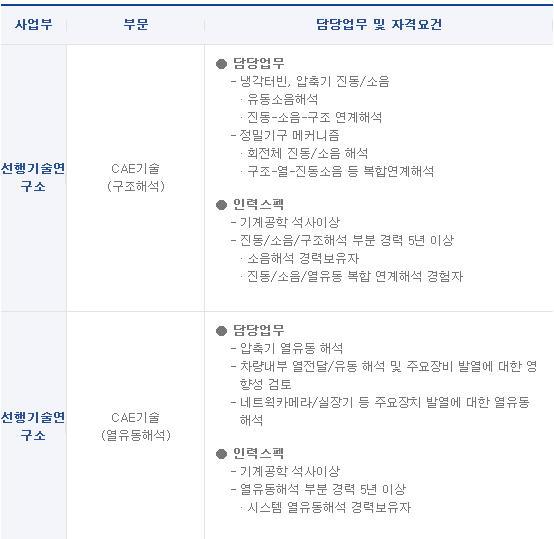 사업부 부문 담당업무 및 자격요건
● 담당업무
- 냉각터빈, 압축기 진동/소음
· 유동소음해석
· 진동-소음-구조 연계해석
- 정밀기구 메커니즘
· 회전체 진동/소음 해석
· 구조-열-진동소음 등 복합연계해석
선행기술연
구소
CAE기술
(구조해석)
● 인력스펙
- 기계공학 석사이상
- 진동/소음/구조해석 부분 경력 5년 이상
· 소음해석 경력보유자
· 진동/소음/열유동 복합 연계해석 경험자
● 담당업무
- 압축기 열유동 해석
- 차량내부 열전달/유동 해석 및 주요장비 발열에 대한 영
향성 검토
- 네트웍카메라/실장기 등 주요장치 발열에 대한 열유동
해석
선행기술연
구소
CAE기술
(열유동해석)
● 인력스펙
- 기계공학 석사이상
- 열유동해석 부분 경력 5년 이상
· 시스템 열유동해석 경력보유자